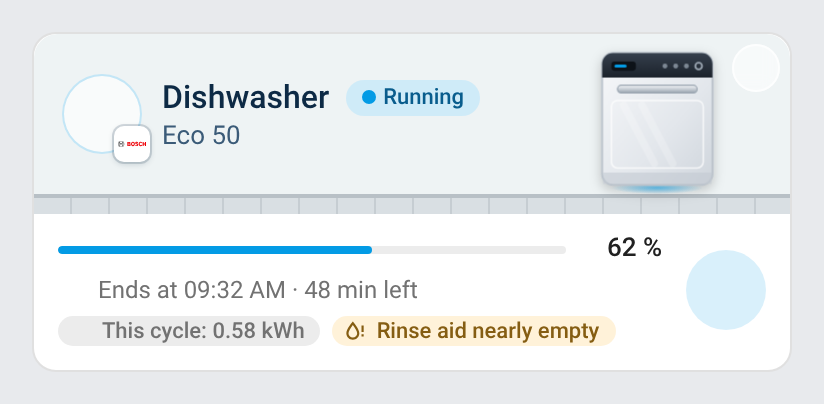 Dishwasher
Running
Eco 50
BOSCH
62 %
Ends at 09:32 AM · 48 min left
This cycle: 0.58 kWh
Rinse aid nearly empty